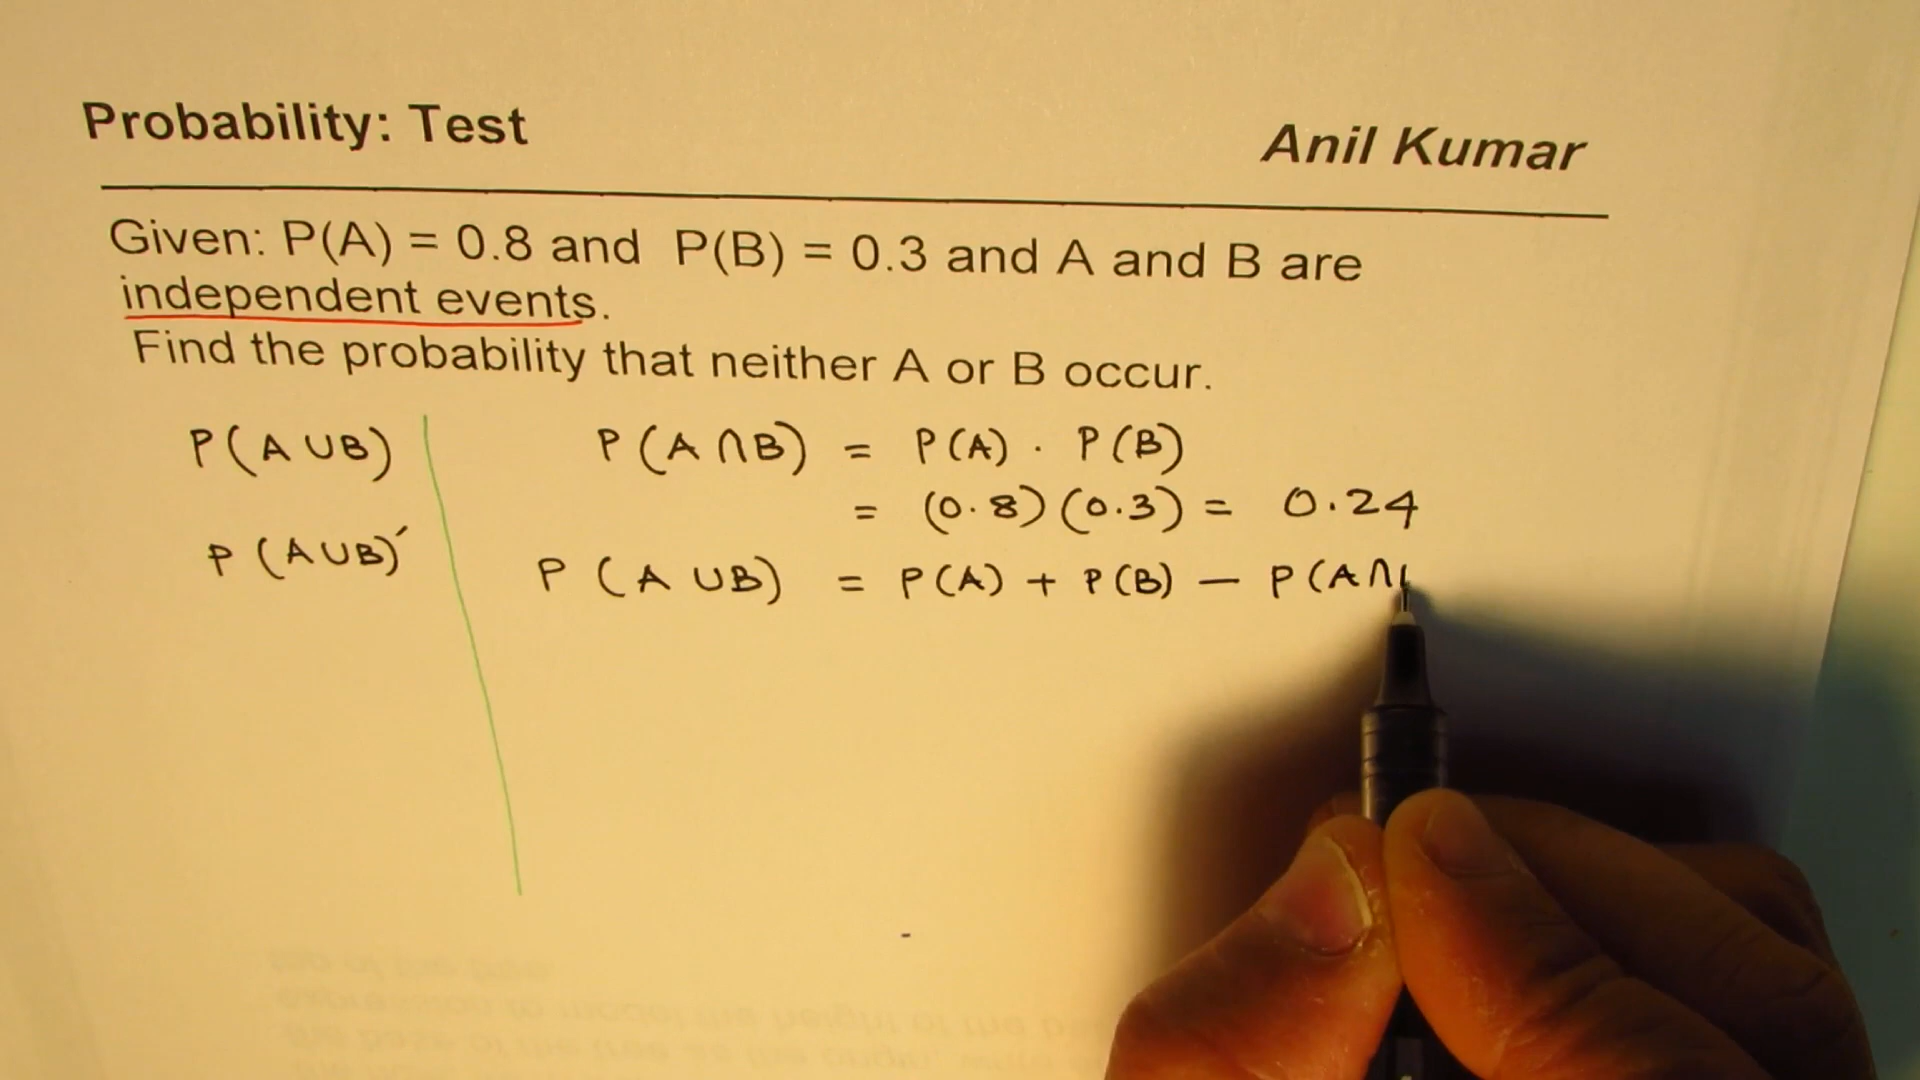 Probability: Test
Anil Kumar
Given: P(A) = 0.8 and P(B) = 0.3 and A and B are
independent events.
Find the probability that neither A or B occur.
P(A ∪B)
P(A ∩B) = P(A) · P(B)
= (0.8)(0.3) = 0.24
P(A∪B)′
P(A ∪B) = P(A) + P(B) − P(A∩